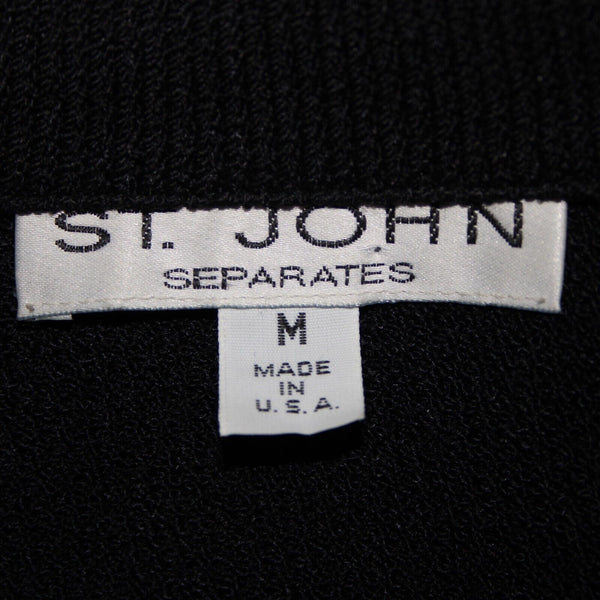 ST. JOHN
SEPARATES
M
MADE
IN
U.S.A.